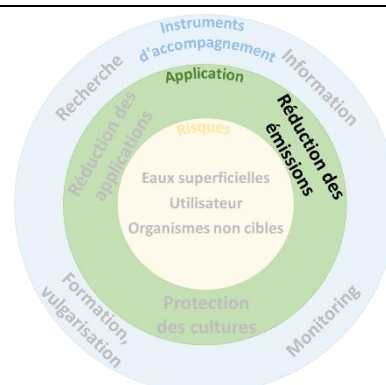 Instruments
d'accompagnement
Recherche
Information
Application
Réduction des
applications
Réduction des
émissions
Risques
Eaux superficielles
Utilisateur
Organismes non cibles
Protection
des cultures
Formation,
vulgarisation
Monitoring